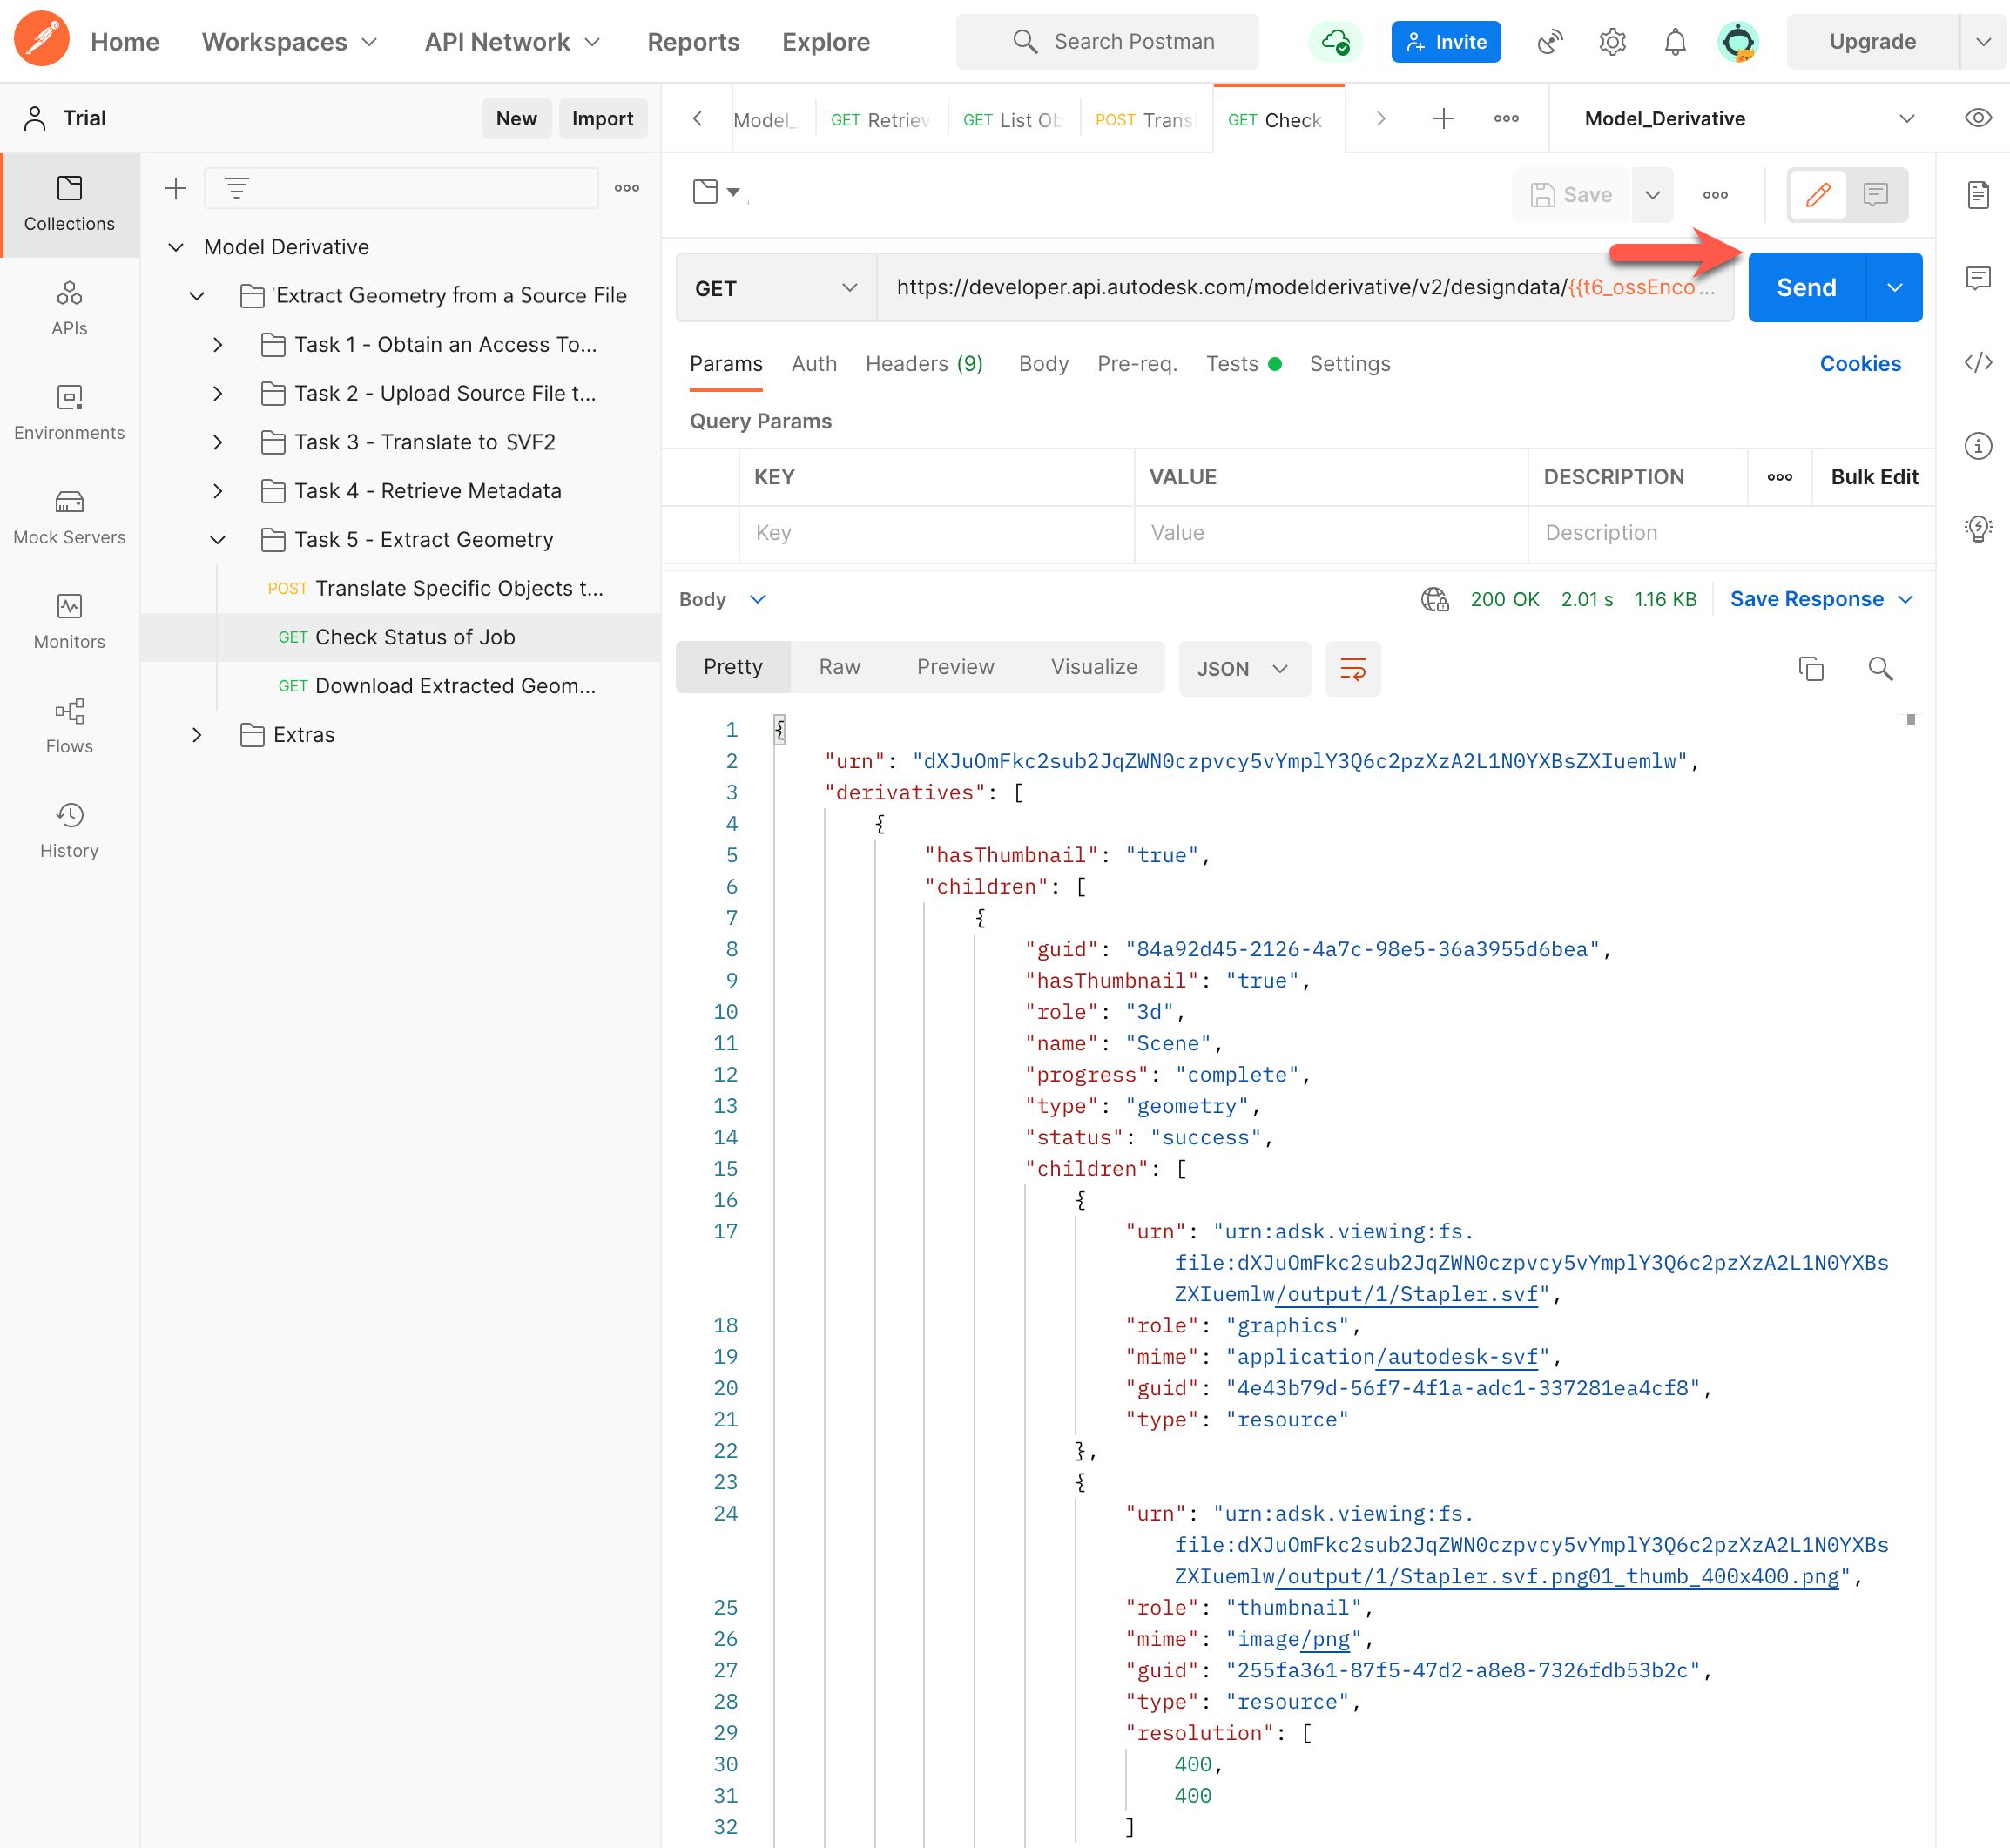 Home
Workspaces
API Network
Reports
Explore
Search Postman
Invite
Upgrade
Trial
New
Import
Model_
GET Retriev
GET List Ob
POST Trans
GET Check
Model_Derivative
Collections
APIs
Environments
Mock Servers
Monitors
Flows
History
Model Derivative
Extract Geometry from a Source File
Task 1 - Obtain an Access To...
Task 2 - Upload Source File t...
Task 3 - Translate to SVF2
Task 4 - Retrieve Metadata
Task 5 - Extract Geometry
POST Translate Specific Objects t...
GET Check Status of Job
GET Download Extracted Geom...
Extras
Save
GET
https://developer.api.autodesk.com/modelderivative/v2/designdata/{{t6_ossEnco...
Send
Params
Auth
Headers (9)
Body
Pre-req.
Tests
Settings
Cookies
Query Params
KEY
VALUE
DESCRIPTION
Bulk Edit
Key
Value
Description
Body
200 OK
2.01 s
1.16 KB
Save Response
Pretty
Raw
Preview
Visualize
JSON
1 {
2 "urn": "dXJuOmFkc2sub2JqZWN0czpvcy5vYmplY3Q6c2pzXzA2L1N0YXBsZXIuemlw",
3 "derivatives": [
4 {
5 "hasThumbnail": "true",
6 "children": [
7 {
8 "guid": "84a92d45-2126-4a7c-98e5-36a3955d6bea",
9 "hasThumbnail": "true",
10 "role": "3d",
11 "name": "Scene",
12 "progress": "complete",
13 "type": "geometry",
14 "status": "success",
15 "children": [
16 {
17 "urn": "urn:adsk.viewing:fs.
file:dXJuOmFkc2sub2JqZWN0czpvcy5vYmplY3Q6c2pzXzA2L1N0YXBs
ZXIuemlw/output/1/Stapler.svf",
18 "role": "graphics",
19 "mime": "application/autodesk-svf",
20 "guid": "4e43b79d-56f7-4f1a-adc1-337281ea4cf8",
21 "type": "resource"
22 },
23 {
24 "urn": "urn:adsk.viewing:fs.
file:dXJuOmFkc2sub2JqZWN0czpvcy5vYmplY3Q6c2pzXzA2L1N0YXBs
ZXIuemlw/output/1/Stapler.svf.png01_thumb_400x400.png",
25 "role": "thumbnail",
26 "mime": "image/png",
27 "guid": "255fa361-87f5-47d2-a8e8-7326fdb53b2c",
28 "type": "resource",
29 "resolution": [
30 400,
31 400
32 ]